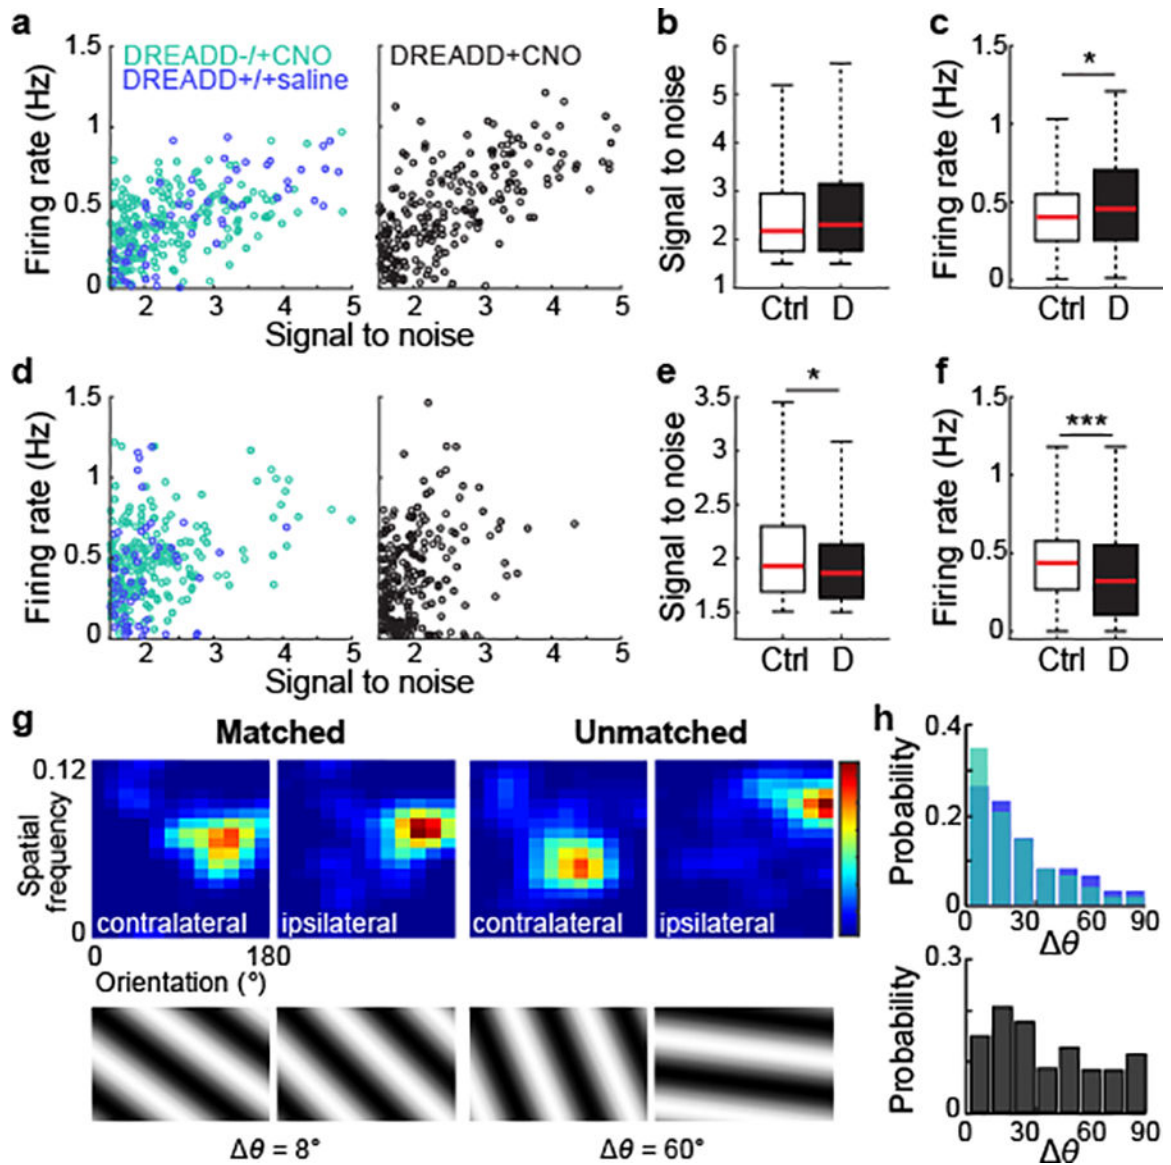 a
DREADD-/+CNO
DREADD+/+saline
DREADD+CNO
Firing rate (Hz)
1.5
1
0.5
0
2 3 4 5
2 3 4 5
Signal to noise
b
Signal to noise
6
5
4
3
2
1
Ctrl D
c
Firing rate (Hz)
1.5
1
0.5
0
*
Ctrl D
d
Firing rate (Hz)
1.5
1
0.5
0
2 3 4 5
2 3 4 5
Signal to noise
e
Signal to noise
3.5
3
2.5
2
1.5
*
Ctrl D
f
Firing rate (Hz)
1.5
1
0.5
0
***
Ctrl D
g
Matched
Unmatched
0.12
Spatial
frequency
0
contralateral
ipsilateral
contralateral
ipsilateral
0 180
Orientation (°)
Δθ = 8°
Δθ = 60°
h
Probability
0.4
0.2
0
0 30 60 90
Δθ
Probability
0.3
0
0 30 60 90
Δθ